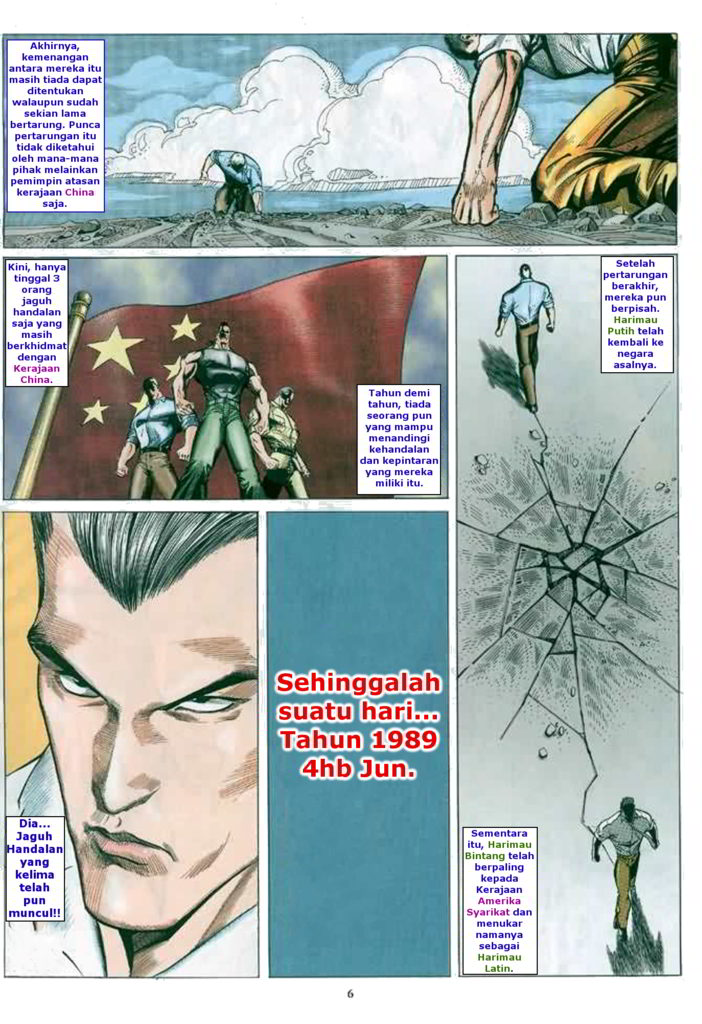 Akhirnya,
kemenangan
antara mereka itu
masih tiada dapat
ditentukan
walaupun sudah
sekian lama
bertarung. Punca
pertarungan itu
tidak diketahui
oleh mana-mana
pihak melainkan
pemimpin atasan
kerajaan China
saja.
Kini, hanya
tinggal 3
orang
jaguh
handalan
saja yang
masih
berkhidmat
dengan
Kerajaan
China.
Tahun demi
tahun, tiada
seorang pun
yang mampu
menandingi
kehandalan
dan kepintaran
yang mereka
miliki itu.
Setelah
pertarungan
berakhir,
mereka pun
berpisah.
Harimau
Putih telah
kembali ke
negara
asalnya.
Sementara
itu, Harimau
Bintang telah
berpaling
kepada
Kerajaan
Amerika
Syarikat dan
menukar
namanya
sebagai
Harimau
Latin.
Sehinggalah
suatu hari...
Tahun 1989
4hb Jun.
Dia...
Jaguh
Handalan
yang
kelima
telah
pun
muncul!!
6